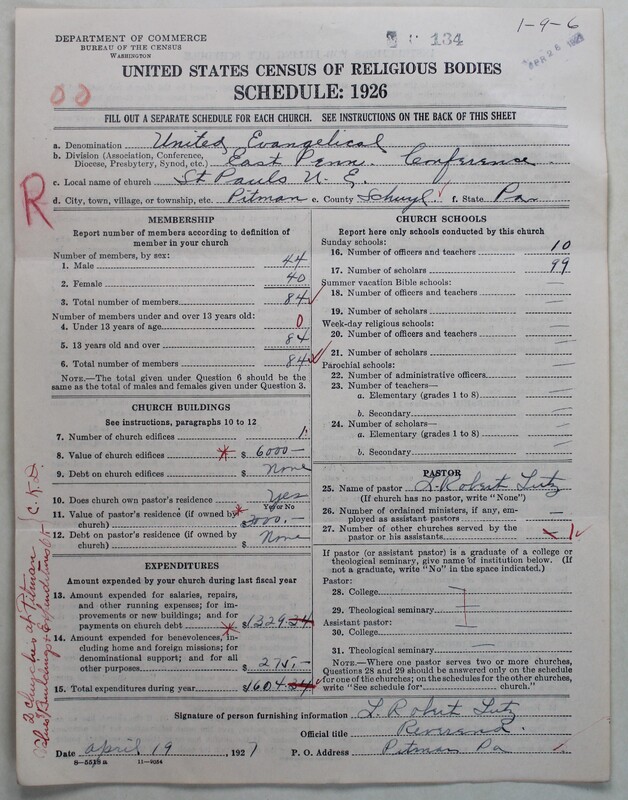 1-9-6
DEPARTMENT OF COMMERCE
BUREAU OF THE CENSUS
WASHINGTON
134
APR 26
UNITED STATES CENSUS OF RELIGIOUS BODIES
SCHEDULE: 1926
FILL OUT A SEPARATE SCHEDULE FOR EACH CHURCH. SEE INSTRUCTIONS ON THE BACK OF THIS SHEET
a. Denomination United Evangelical
b. Division (Association, Conference, Diocese, Presbytery, Synod, etc.) East Penn. Conference
c. Local name of church St Pauls U. E.
d. City, town, village, or township, etc. Pitman e. County Schuyl f. State Pa
R
MEMBERSHIP
Report number of members according to definition of
member in your church
Number of members, by sex:
1. Male 44
2. Female 40
3. Total number of members 84
Number of members under and over 13 years old:
4. Under 13 years of age 0
5. 13 years old and over 84
6. Total number of members 84
NOTE.—The total given under Question 6 should be
same as the total of males and females given under Question 3.
CHURCH BUILDINGS
See instructions, paragraphs 10 to 12
7. Number of church edifices 1
8. Value of church edifices * $ 6000—
9. Debt on church edifices $ None
10. Does church own pastor's residence Yes
Yes or No
11. Value of pastor's residence (if owned by
church) * $ 3000.—
12. Debt on pastor's residence (if owned by
church) $ None
EXPENDITURES
Amount expended by your church during last fiscal year
13. Amount expended for salaries, repairs,
and other running expenses; for im-
provements or new buildings; and for
payments on church debt * $ 1329.34
14. Amount expended for benevolences, in-
cluding home and foreign missions; for
denominational support; and for all
other purposes $ 275.—
15. Total expenditures during year $ 1604.34
CHURCH SCHOOLS
Report here only schools conducted by this church
Sunday schools:
16. Number of officers and teachers 10
17. Number of scholars 99
Summer vacation Bible schools:
18. Number of officers and teachers —
19. Number of scholars —
Week-day religious schools:
20. Number of officers and teachers —
21. Number of scholars —
Parochial schools:
22. Number of administrative officers —
23. Number of teachers—
a. Elementary (grades 1 to 8) —
b. Secondary —
24. Number of scholars—
a. Elementary (grades 1 to 8) —
b. Secondary —
PASTOR
25. Name of pastor L. Robert Lutz
(If church has no pastor, write "None")
26. Number of ordained ministers, if any, em-
ployed as assistant pastors
27. Number of other churches served by the
pastor or his assistants 1
If pastor (or assistant pastor) is a graduate of a college or
theological seminary, give name of institution below. (If
not a graduate, write "No" in the space indicated.)
Pastor:
28. College
29. Theological seminary
Assistant pastor:
30. College —
31. Theological seminary —
NOTE.—Where one pastor serves two or more churches,
Questions 28 and 29 should be answered only on the schedule
for one of the churches; on the schedules for the other churches,
write "See schedule for church."
Signature of person furnishing information L. Robert Lutz
Official title Reverend.
Date april 19 1927 P. O. Address Pitman Pa
8-5518a 11-9054
2 churches at Pitman
C.K.D.